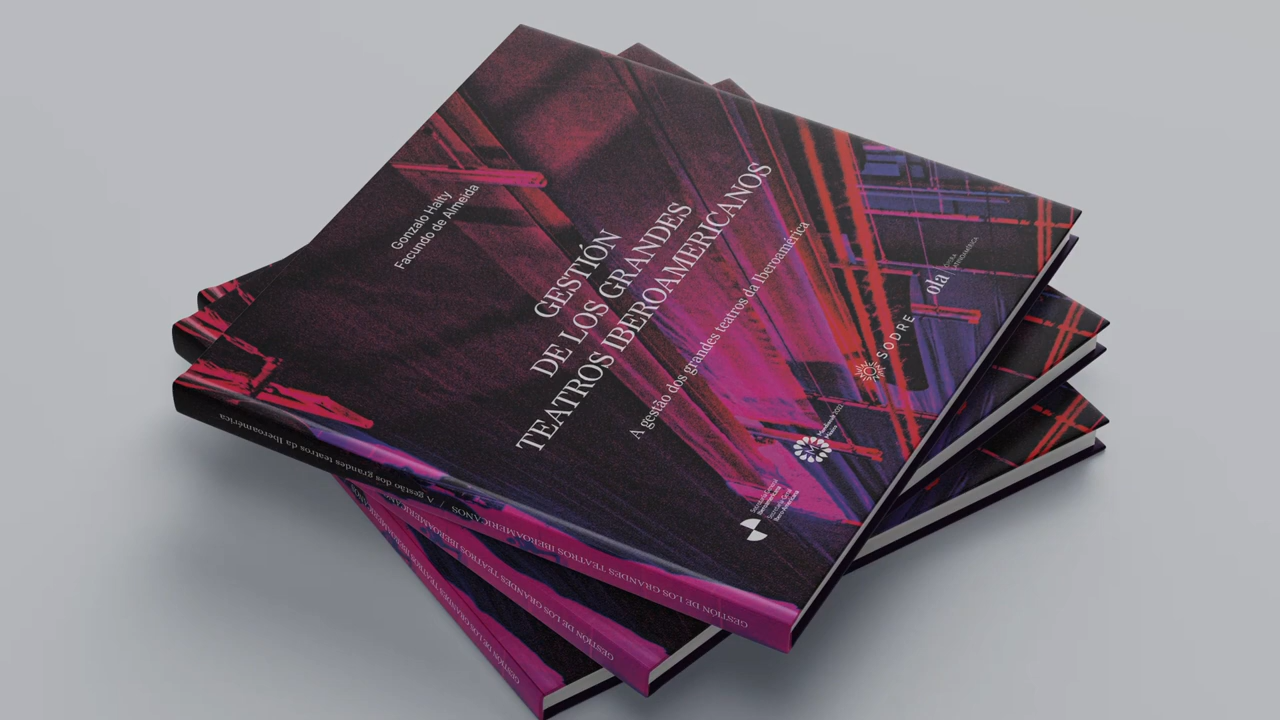 Gonzalo Halty
Facundo de Almeida
GESTIÓN
DE LOS GRANDES
TEATROS IBEROAMERICANOS
A gestão dos grandes teatros da Iberoamérica
ola
SODRE
GESTIÓN DE LOS GRANDES TEATROS IBEROAMERICANOS / A gestão dos grandes teatros da Iberoamérica
GESTIÓN DE LOS GRANDES TEATROS IBEROAMERICANOS
GESTIÓN DE LOS GRANDES TEATROS